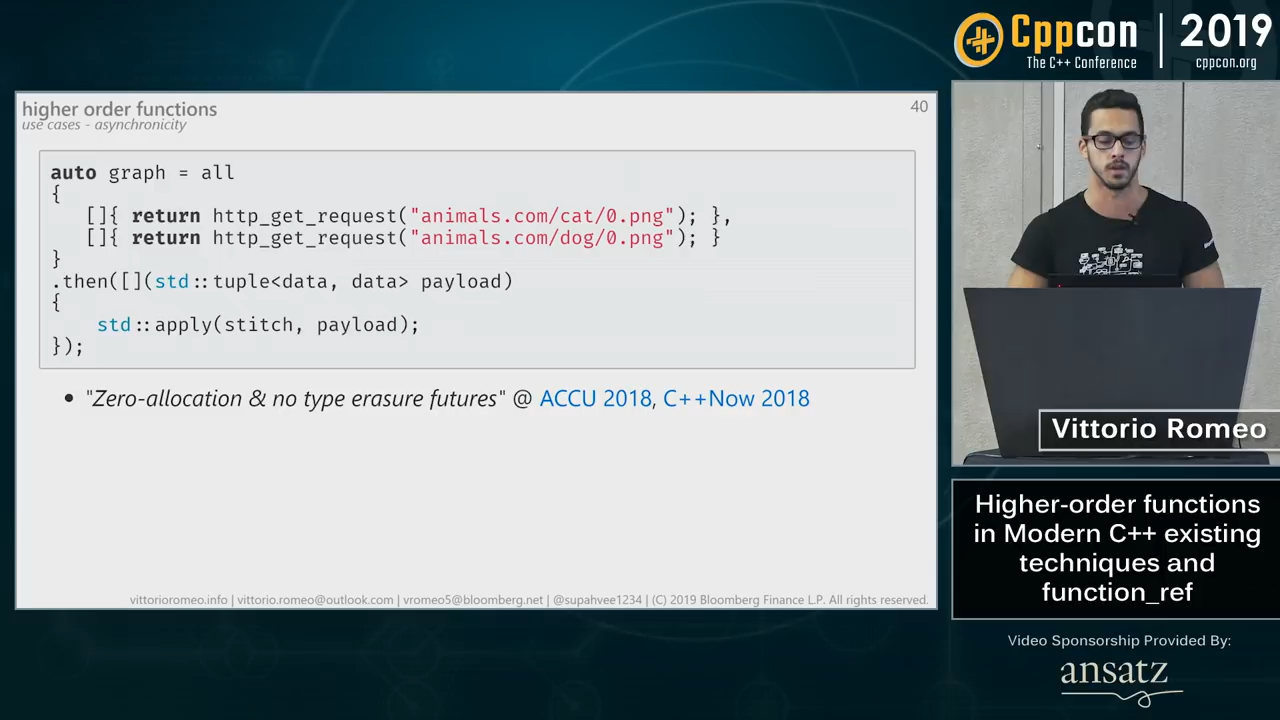 Cppcon | 2019
The C++ Conference
cppcon.org
higher order functions
40
use cases - asynchronicity
auto graph = all
{
[]{ return http_get_request("animals.com/cat/0.png"); },
[]{ return http_get_request("animals.com/dog/0.png"); }
}
.then([](std::tuple<data, data> payload)
{
std::apply(stitch, payload);
});
• "Zero-allocation & no type erasure futures" @ ACCU 2018, C++Now 2018
vittorioromeo.info | vittorio.romeo@outlook.com | vromeo5@bloomberg.net | @supahvee1234 | (C) 2019 Bloomberg Finance L.P. All rights reserved.
Vittorio Romeo
Higher-order functions
in Modern C++ existing
techniques and
function_ref
Video Sponsorship Provided By:
ansatz